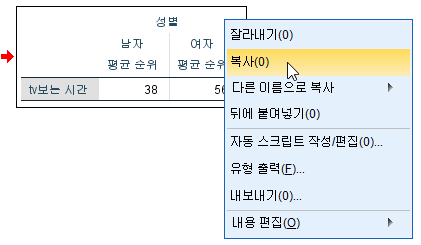 성별
남자 여자
평균 순위 평균 순위
tv보는 시간 38
잘라내기(0)
복사(0)
다른 이름으로 복사
뒤에 붙여넣기(0)
자동 스크립트 작성/편집(0)...
유형 출력(F)...
내보내기(0)...
내용 편집(O)